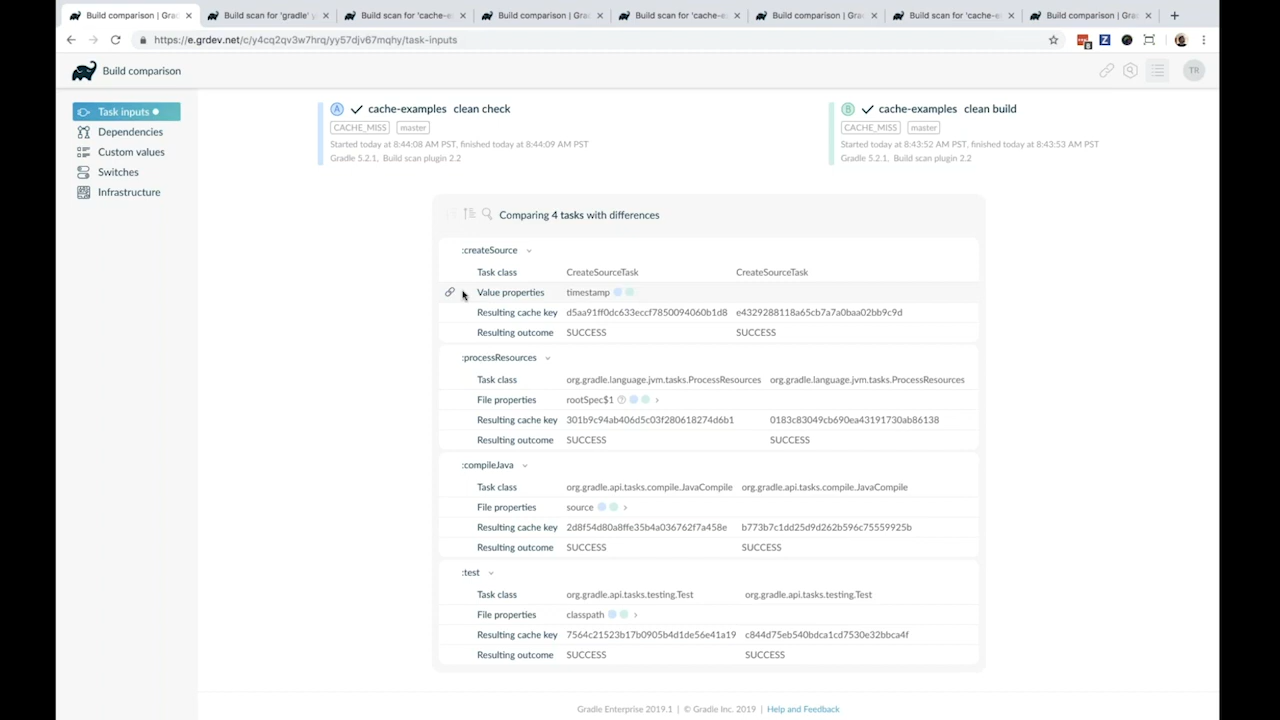 Build comparison | Grad
Build scan for 'gradle'
Build scan for 'cache-e
Build comparison | Grad
Build scan for 'cache-e
Build comparison | Grad
Build scan for 'cache-e
Build comparison | Grad
https://e.grdev.net/c/y4cq2qv3w7hrq/yy57djv67mqhy/task-inputs
Build comparison
TR
Task inputs
Dependencies
Custom values
Switches
Infrastructure
A cache-examples clean check
CACHE_MISS master
Started today at 8:44:08 AM PST, finished today at 8:44:09 AM PST
Gradle 5.2.1, Build scan plugin 2.2
B cache-examples clean build
CACHE_MISS master
Started today at 8:43:52 AM PST, finished today at 8:43:53 AM PST
Gradle 5.2.1, Build scan plugin 2.2
Comparing 4 tasks with differences
:createSource
Task class CreateSourceTask CreateSourceTask
Value properties timestamp
Resulting cache key d5aa91ff0dc633eccf7850094060b1d8 e4329288118a65cb7a7a0baa02bb9c9d
Resulting outcome SUCCESS SUCCESS
:processResources
Task class org.gradle.language.jvm.tasks.ProcessResources org.gradle.language.jvm.tasks.ProcessResources
File properties rootSpec$1
Resulting cache key 301b9c94ab406d5c03f280618274d6b1 0183c83049cb690ea43191730ab86138
Resulting outcome SUCCESS SUCCESS
:compileJava
Task class org.gradle.api.tasks.compile.JavaCompile org.gradle.api.tasks.compile.JavaCompile
File properties source
Resulting cache key 2d8f54d80a8ffe35b4a036762f7a458e b773b7c1dd25d9d262b596c75559925b
Resulting outcome SUCCESS SUCCESS
:test
Task class org.gradle.api.tasks.testing.Test org.gradle.api.tasks.testing.Test
File properties classpath
Resulting cache key 7564c21523b17b0905b4d1de56e41a19 c844d75eb540bdca1cd7530e32bbca4f
Resulting outcome SUCCESS SUCCESS
Gradle Enterprise 2019.1 | © Gradle Inc. 2019 | Help and Feedback